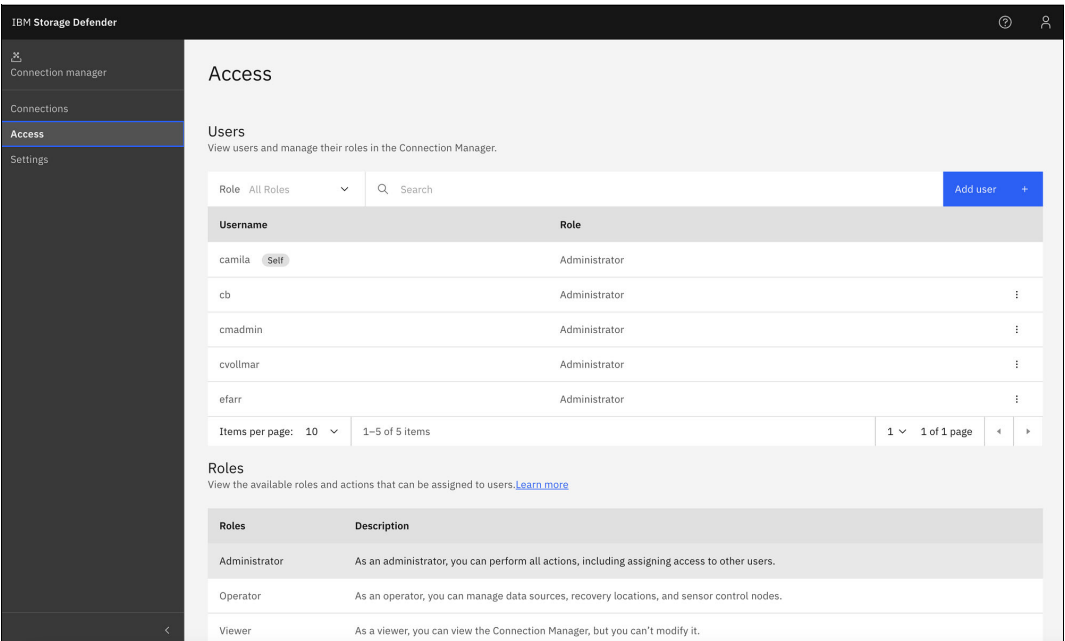 IBM Storage Defender
Connection manager
Connections
Access
Settings
Access
Users
View users and manage their roles in the Connection Manager.
Role All Roles
Search
Add user +
Username Role
camila Self Administrator
cb Administrator
cmadmin Administrator
cvollmar Administrator
efarr Administrator
Items per page: 10 1–5 of 5 items 1 1 of 1 page
Roles
View the available roles and actions that can be assigned to users.Learn more
Roles Description
Administrator As an administrator, you can perform all actions, including assigning access to other users.
Operator As an operator, you can manage data sources, recovery locations, and sensor control nodes.
Viewer As a viewer, you can view the Connection Manager, but you can't modify it.